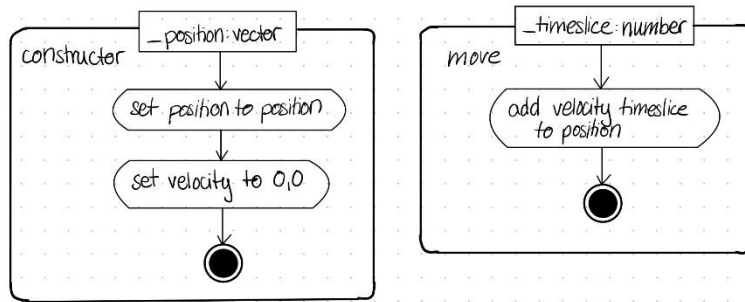 _position:vector
constructor
set position to position
set velocity to 0,0
_timeslice:number
move
add velocity timeslice
to position